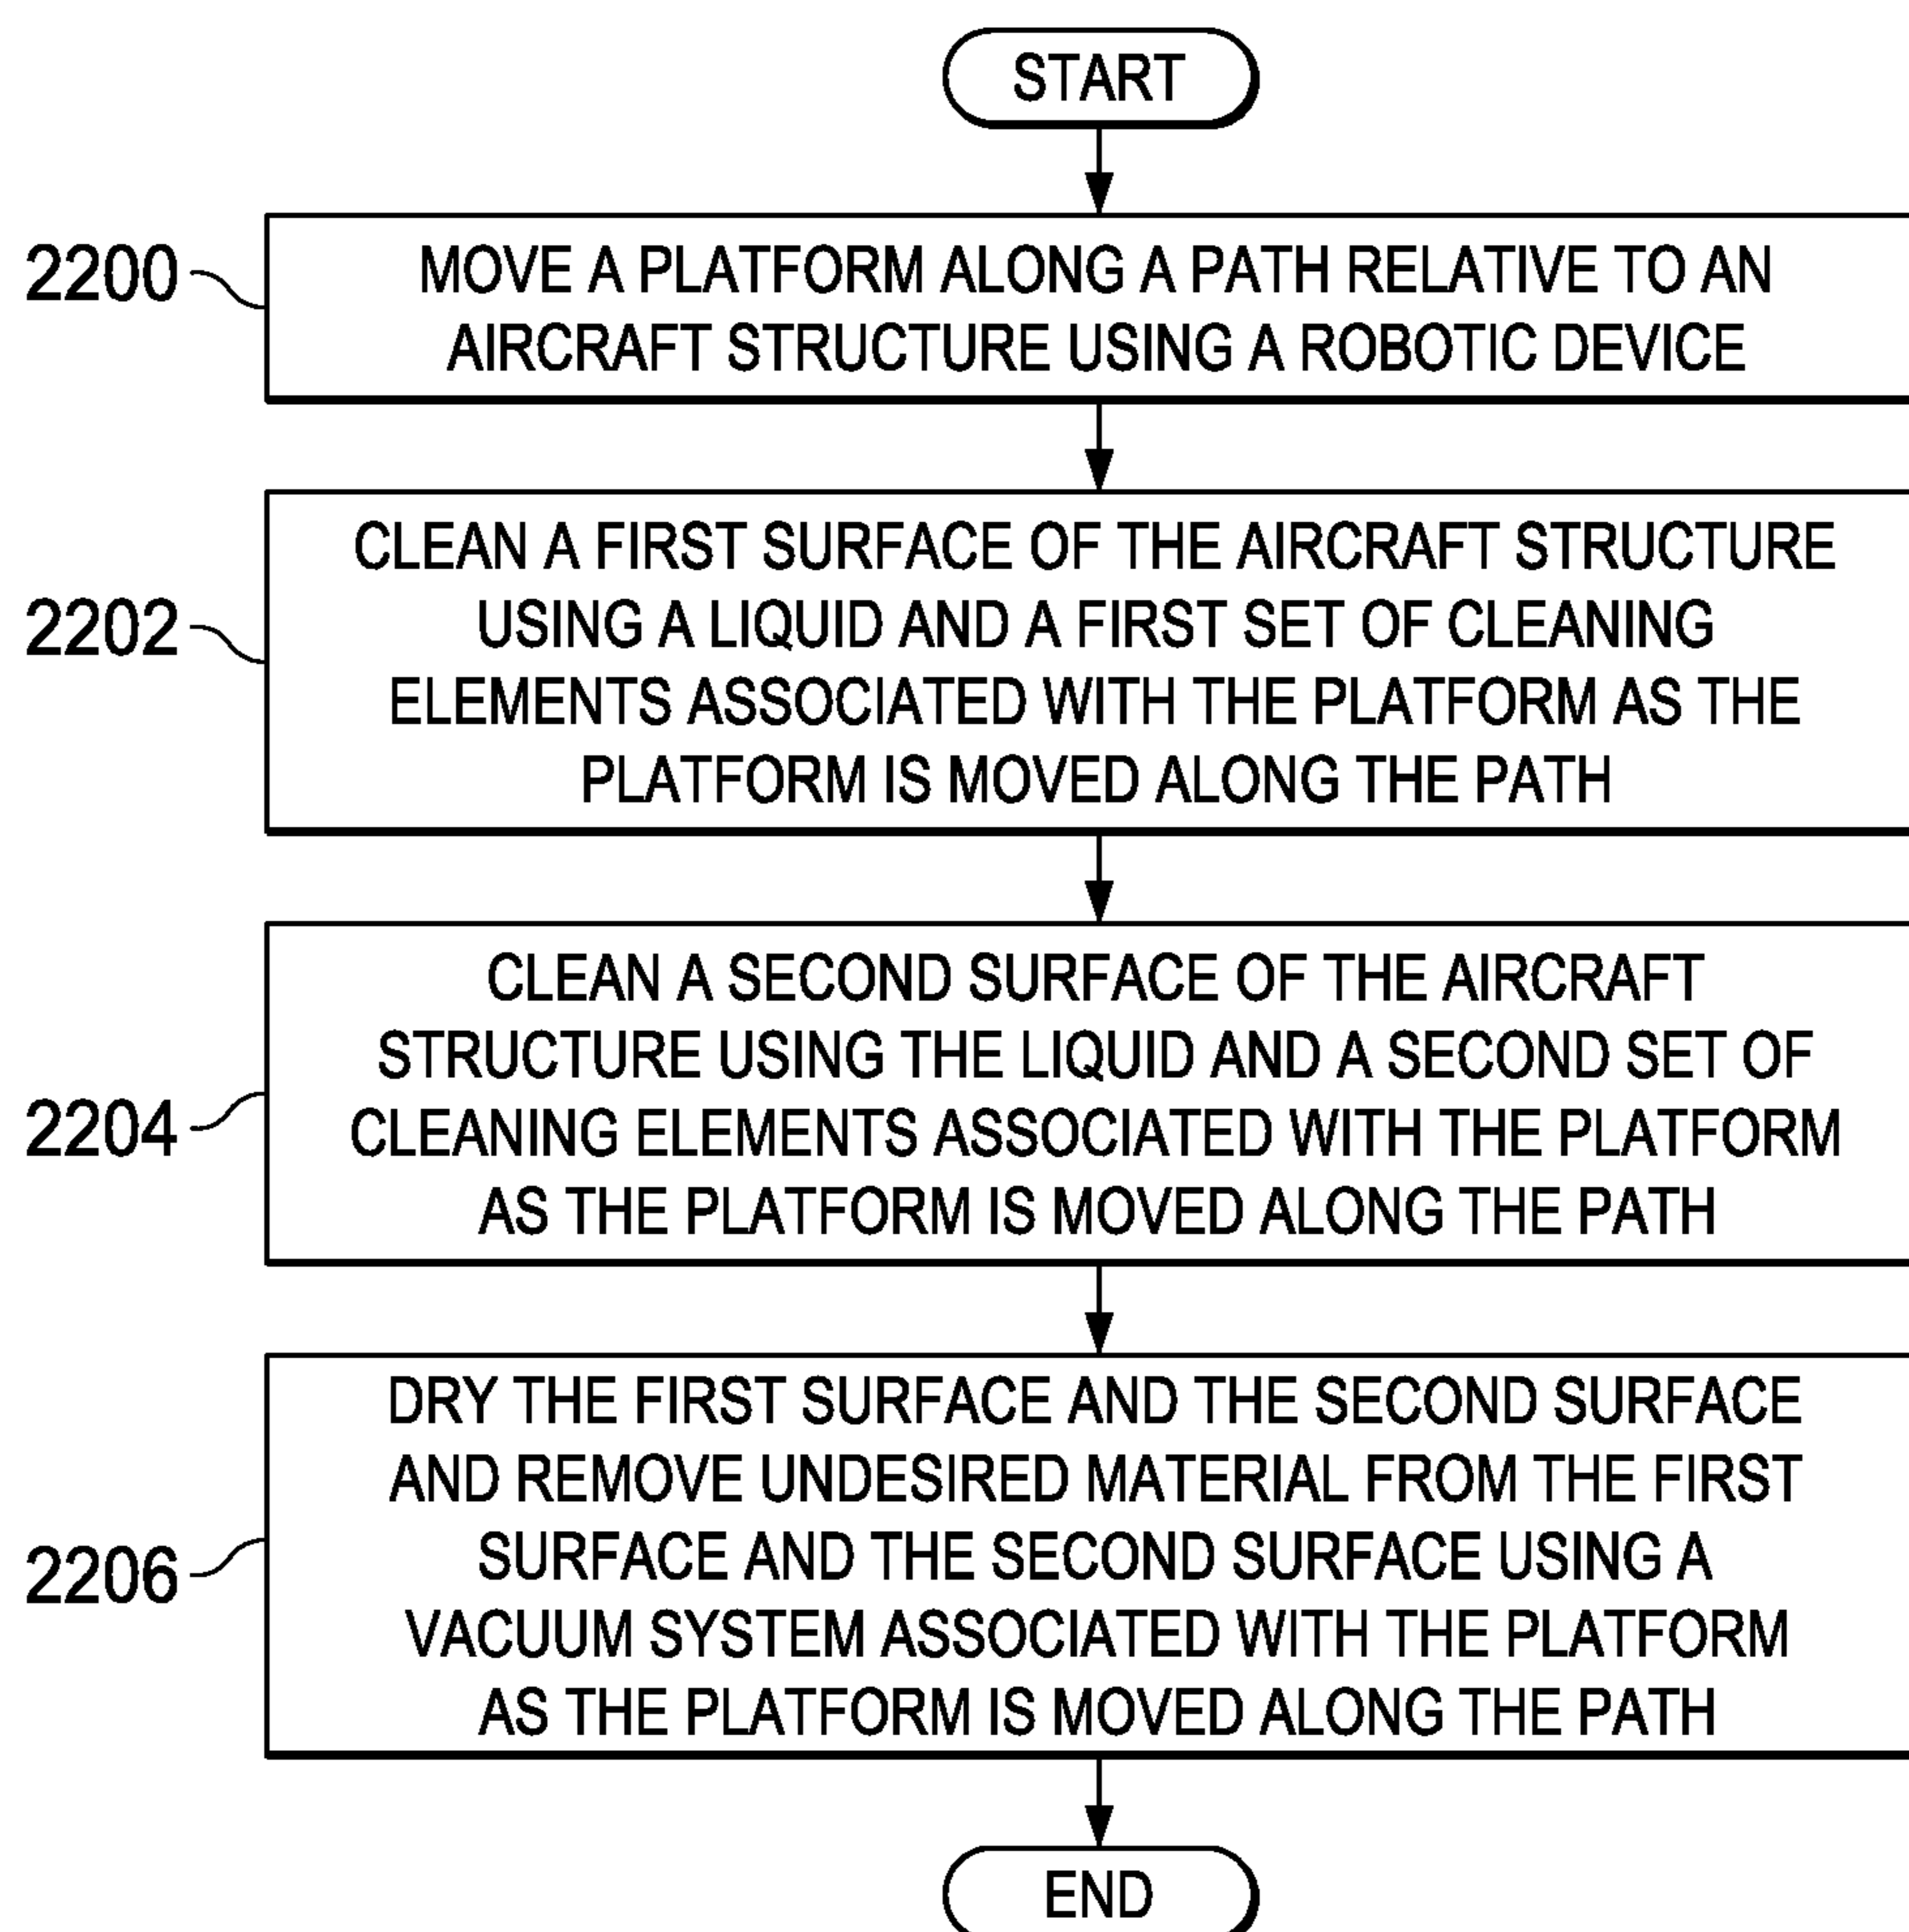 START
2200
MOVE A PLATFORM ALONG A PATH RELATIVE TO AN
AIRCRAFT STRUCTURE USING A ROBOTIC DEVICE
2202
CLEAN A FIRST SURFACE OF THE AIRCRAFT STRUCTURE
USING A LIQUID AND A FIRST SET OF CLEANING
ELEMENTS ASSOCIATED WITH THE PLATFORM AS THE
PLATFORM IS MOVED ALONG THE PATH
2204
CLEAN A SECOND SURFACE OF THE AIRCRAFT
STRUCTURE USING THE LIQUID AND A SECOND SET OF
CLEANING ELEMENTS ASSOCIATED WITH THE PLATFORM
AS THE PLATFORM IS MOVED ALONG THE PATH
2206
DRY THE FIRST SURFACE AND THE SECOND SURFACE
AND REMOVE UNDESIRED MATERIAL FROM THE FIRST
SURFACE AND THE SECOND SURFACE USING A
VACUUM SYSTEM ASSOCIATED WITH THE PLATFORM
AS THE PLATFORM IS MOVED ALONG THE PATH
END